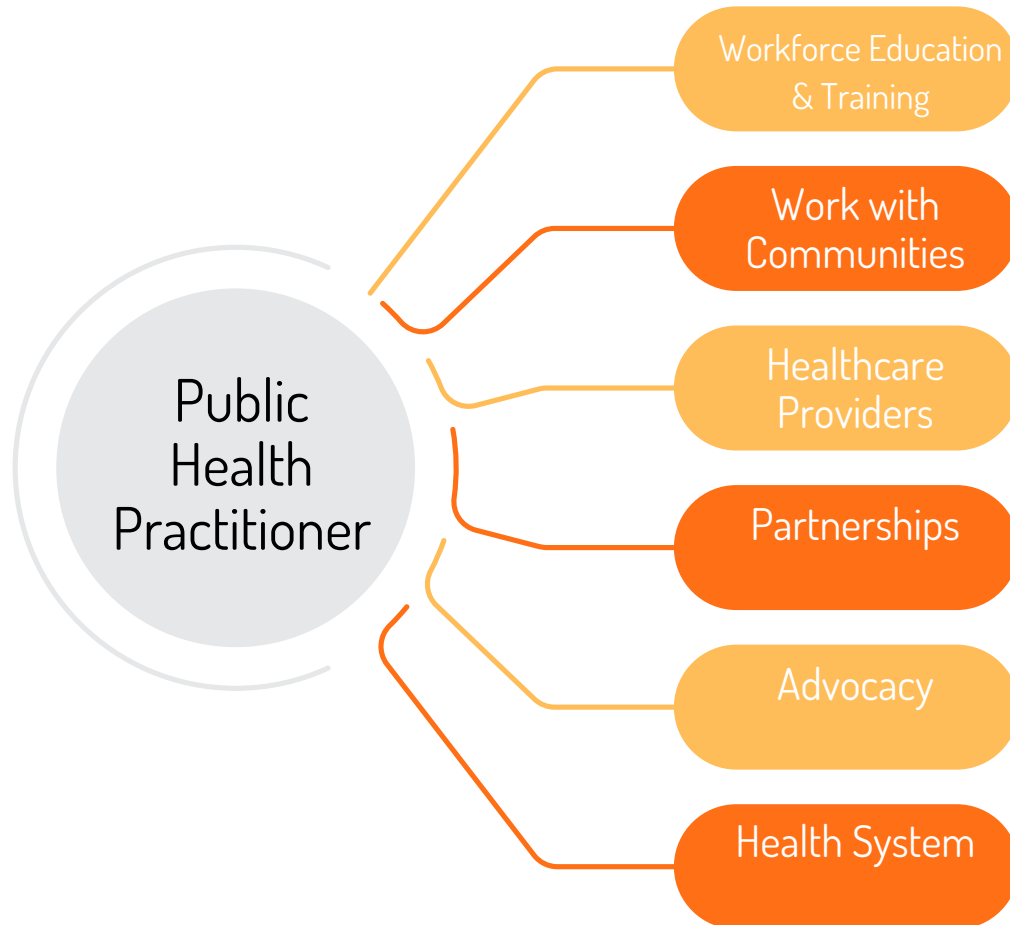 Public
Health
Practitioner
Workforce Education
& Training
Work with
Communities
Healthcare
Providers
Partnerships
Advocacy
Health System